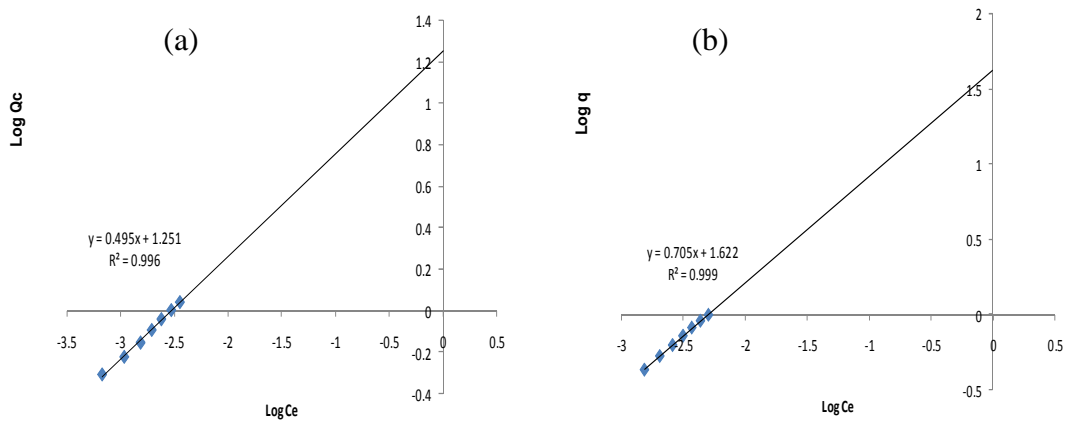 (a)
Log Qc
1.4
1.2
1
0.8
0.6
0.4
0.2
0
-0.2
-0.4
y = 0.495x + 1.251
R² = 0.996
-3.5 -3 -2.5 -2 -1.5 -1 -0.5 0 0.5
Log Ce
(b)
Log q
2
1.5
1
0.5
0
-0.5
y = 0.705x + 1.622
R² = 0.999
-3 -2.5 -2 -1.5 -1 -0.5 0 0.5
Log Ce